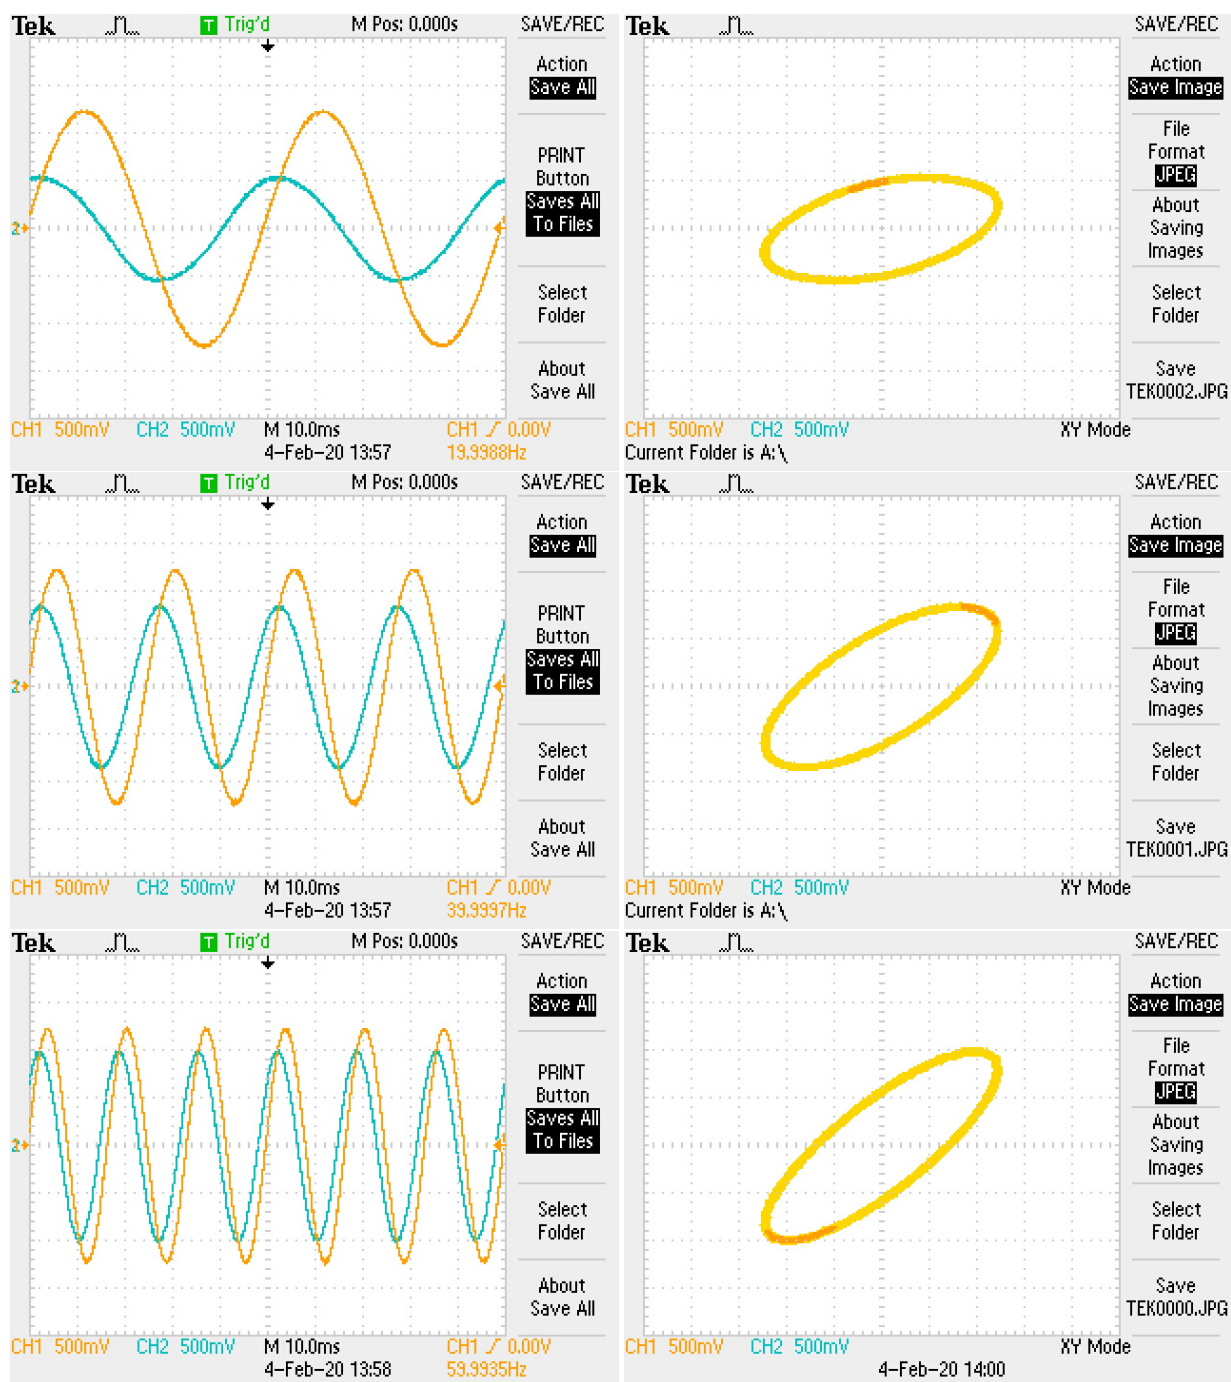 Tek T Trig'd M Pos: 0.000s SAVE/REC
Action
Save All
PRINT
Button
Saves All
To Files
Select
Folder
About
Save All
2
CH1 500mV CH2 500mV M 10.0ms CH1 / 0.00V
4-Feb-20 13:57 19.9988Hz
Tek SAVE/REC
Action
Save Image
File
Format
JPEG
About
Saving
Images
Select
Folder
Save
TEK0002.JPG
CH1 500mV CH2 500mV XY Mode
Current Folder is A:\
Tek T Trig'd M Pos: 0.000s SAVE/REC
Action
Save All
PRINT
Button
Saves All
To Files
Select
Folder
About
Save All
2
CH1 500mV CH2 500mV M 10.0ms CH1 / 0.00V
4-Feb-20 13:57 39.9997Hz
Tek SAVE/REC
Action
Save Image
File
Format
JPEG
About
Saving
Images
Select
Folder
Save
TEK0001.JPG
CH1 500mV CH2 500mV XY Mode
Current Folder is A:\
Tek T Trig'd M Pos: 0.000s SAVE/REC
Action
Save All
PRINT
Button
Saves All
To Files
Select
Folder
About
Save All
2
CH1 500mV CH2 500mV M 10.0ms CH1 / 0.00V
4-Feb-20 13:58 59.9935Hz
Tek SAVE/REC
Action
Save Image
File
Format
JPEG
About
Saving
Images
Select
Folder
Save
TEK0000.JPG
CH1 500mV CH2 500mV XY Mode
4-Feb-20 14:00